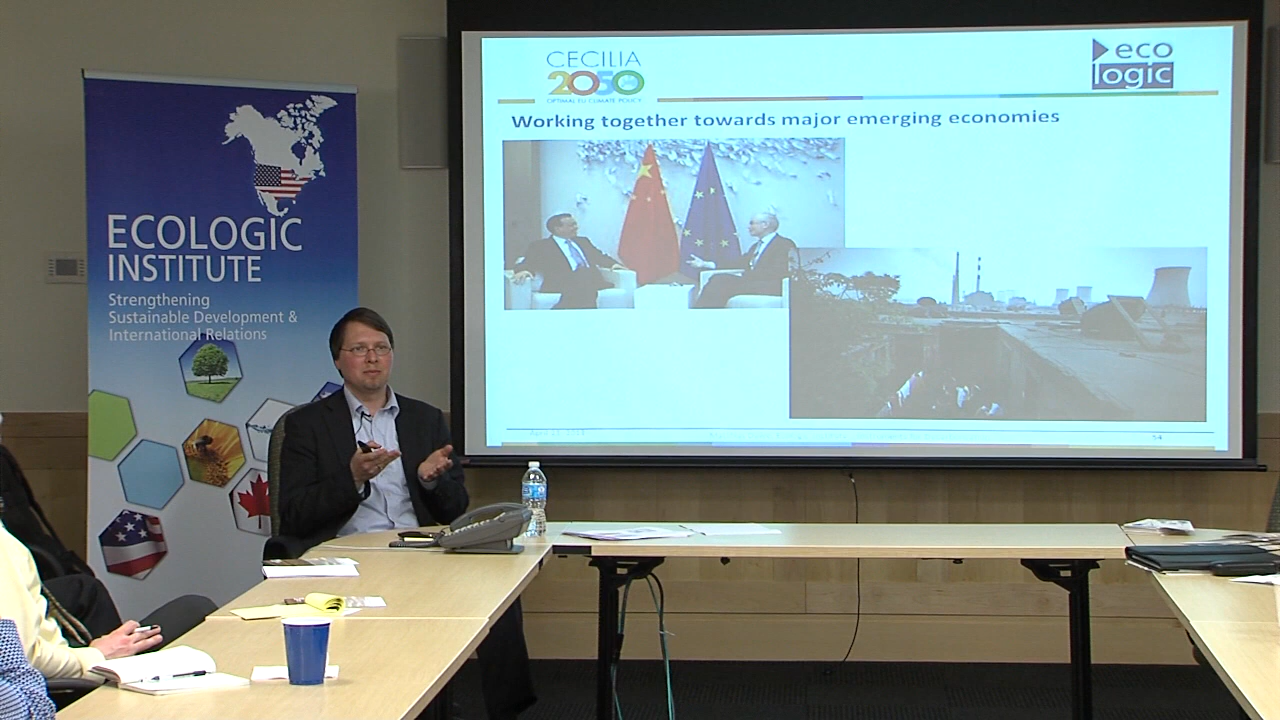 ECOLOGIC
INSTITUTE
Strengthening
Sustainable Development &
International Relations
CECILIA
2050
OPTIMAL EU CLIMATE POLICY
eco
logic
Working together towards major emerging economies
54